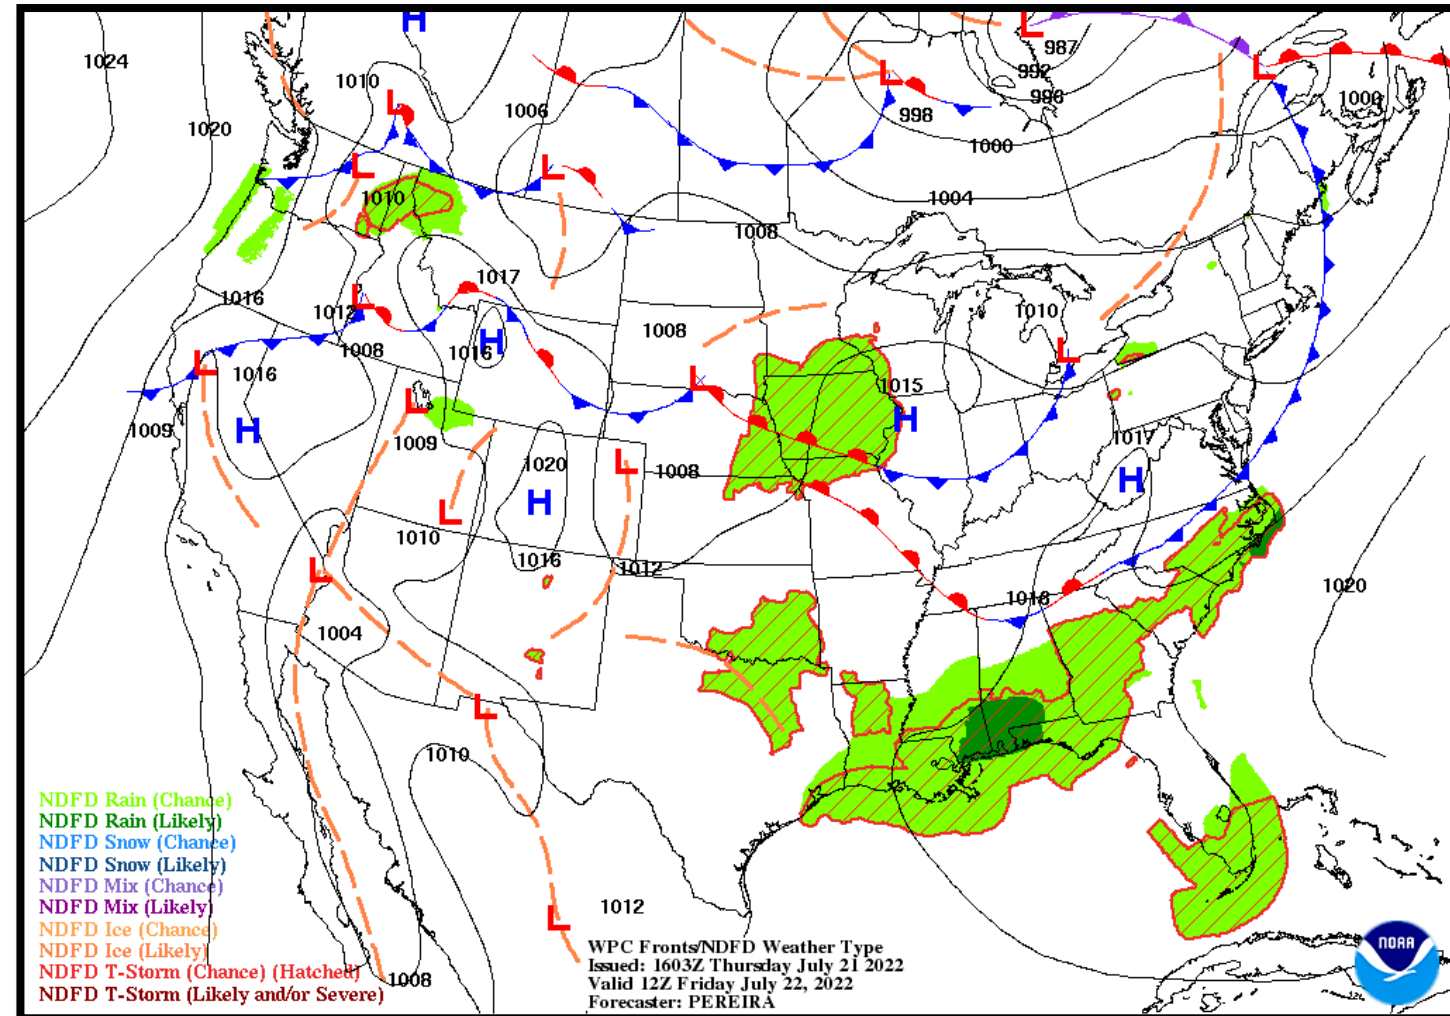 H
L
987
1024
992
L
L
1010
L
996
1000
1006
998
1020
1000
L
L
1010
1004
1008
1017
1016
L
1012
1010
1008
1016
H
1008
L
L
1016
L
1015
L
H
1009
H
1009
1017
1020
L
1008
H
H
L
1010
1016
L
1012
1020
1018
1004
L
1010
L
1012
1008
NDFD Rain (Chance)
NDFD Rain (Likely)
NDFD Snow (Chance)
NDFD Snow (Likely)
NDFD Mix (Chance)
NDFD Mix (Likely)
NDFD Ice (Chance)
NDFD Ice (Likely)
NDFD T-Storm (Chance) (Hatched)
NDFD T-Storm (Likely and/or Severe)
WPC Fronts/NDFD Weather Type
Issued: 1603Z Thursday July 21 2022
Valid 12Z Friday July 22, 2022
Forecaster: PEREIRA
NOAA